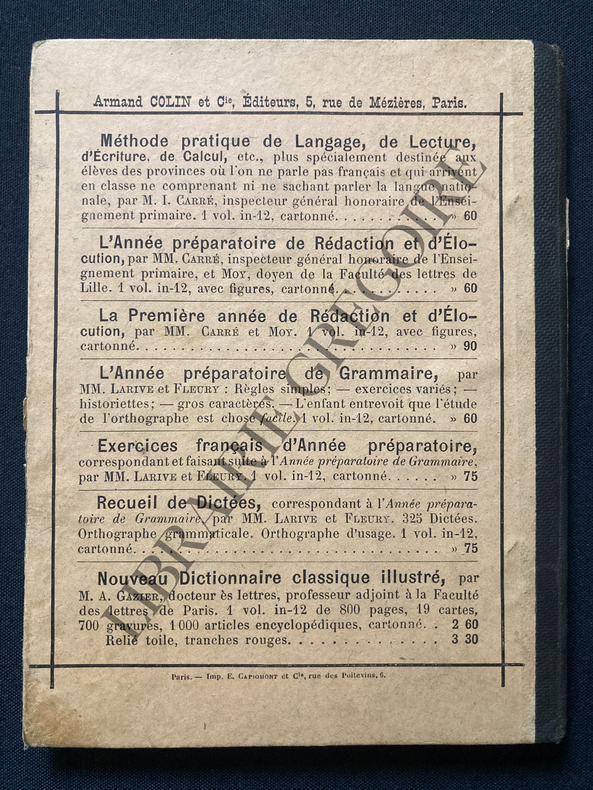 Armand COLIN et Cie, Éditeurs, 5, rue de Mézières, Paris.
Méthode pratique de Langage, de Lecture,
d'Écriture, de Calcul, etc., plus spécialement destinée aux
élèves des provinces où l'on ne parle pas français et qui arrivent
en classe ne comprenant ni ne sachant parler la langue natio-
nale, par M. I. CARRÉ, inspecteur général honoraire de l'Ensei-
gnement primaire. 1 vol. in-12, cartonné. . . . . . . . . . . . » 60
L'Année préparatoire de Rédaction et d'Élo-
cution, par MM. CARRÉ, inspecteur général honoraire de l'Ensei-
gnement primaire, et MOY, doyen de la Faculté des lettres de
Lille. 1 vol. in-12, avec figures, cartonné. . . . . . . . . . . » 60
La Première année de Rédaction et d'Élo-
cution, par MM. CARRÉ et MOY. 1 vol. in-12, avec figures,
cartonné. . . . . . . . . . . . . . . . . . . . . . . . . . . . . . » 90
L'Année préparatoire de Grammaire, par
MM. LARIVE et FLEURY : Règles simples; — exercices variés; —
historiettes; — gros caractères. — L'enfant entrevoit que l'étude
de l'orthographe est chose facile. 1 vol. in-12, cartonné. » 60
Exercices français d'Année préparatoire,
correspondant et faisant suite à l'Année préparatoire de Grammaire,
par MM. LARIVE et FLEURY. 1 vol. in-12, cartonné. . . . . . » 75
Recueil de Dictées, correspondant à l'Année prépara-
toire de Grammaire, par MM. LARIVE et FLEURY. 325 Dictées.
Orthographe grammaticale. Orthographe d'usage. 1 vol. in-12,
cartonné. . . . . . . . . . . . . . . . . . . . . . . . . . . . . . » 75
Nouveau Dictionnaire classique illustré, par
M. A. GAZIER, docteur ès lettres, professeur adjoint à la Faculté
des lettres de Paris. 1 vol. in-12 de 800 pages, 19 cartes,
700 gravures, 1 000 articles encyclopédiques, cartonné. . 2 60
Relié toile, tranches rouges. . . . . . . . . . . . . . 3 30
Paris. — Imp. E. CAPIOMONT et Cie, rue des Poitevins, 6.
LIBRAIRIE GREGOIRE